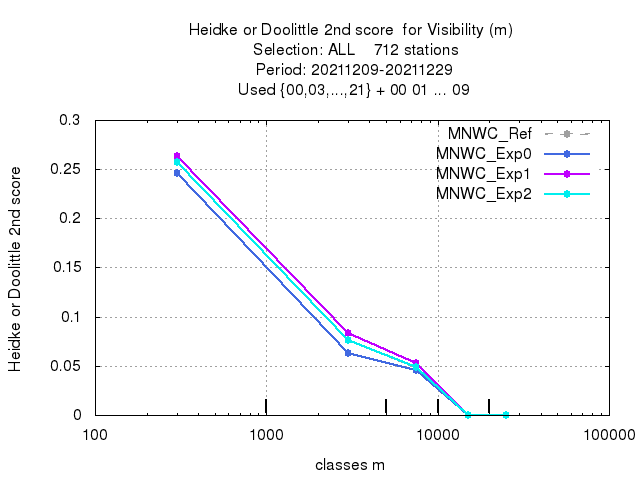 Heidke or Doolittle 2nd score  for Visibility (m)
Selection: ALL    712 stations
Period: 20211209-20211229
Used {00,03,...,21} + 00 01 ... 09
Heidke or Doolittle 2nd score
0.3
0.25
0.2
0.15
0.1
0.05
0
MNWC_Ref
MNWC_Exp0
MNWC_Exp1
MNWC_Exp2
100 1000 10000 100000
classes m